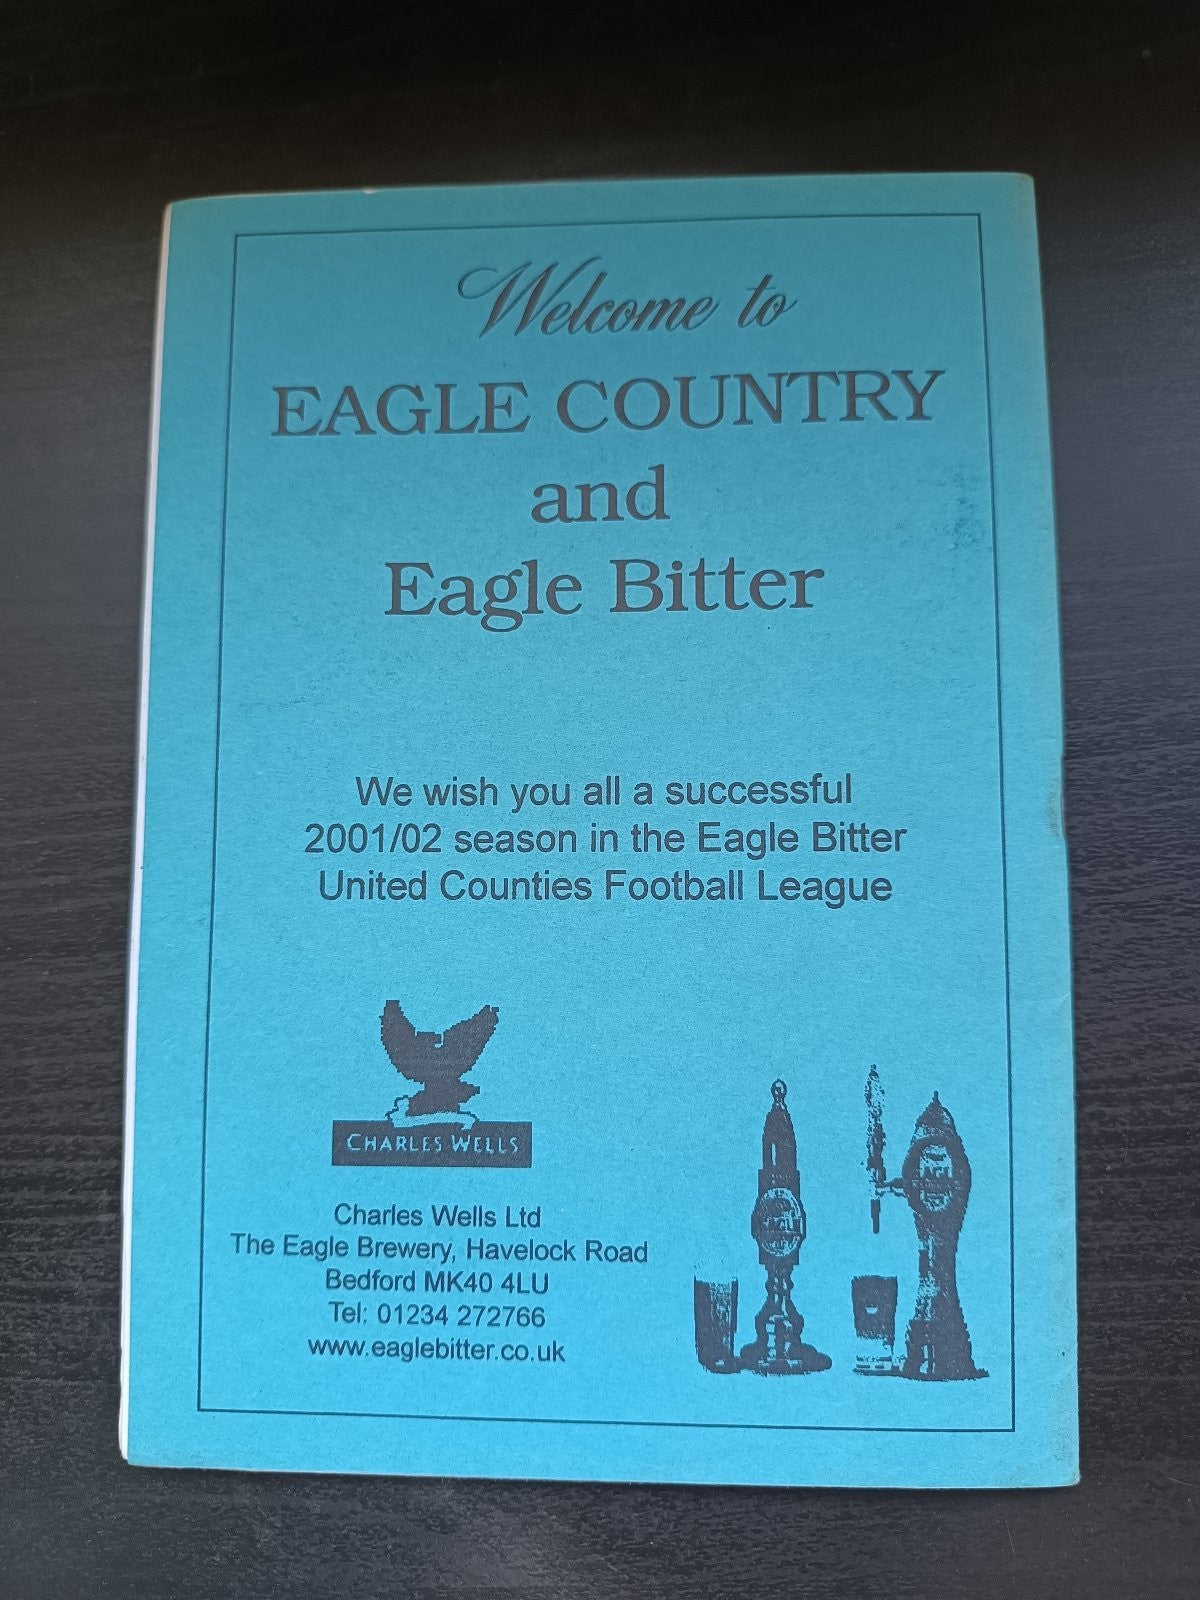 Welcome to
EAGLE COUNTRY
and
Eagle Bitter
We wish you all a successful
2001/02 season in the Eagle Bitter
United Counties Football League
CHARLES WELLS
Charles Wells Ltd
The Eagle Brewery, Havelock Road
Bedford MK40 4LU
Tel: 01234 272766
www.eaglebitter.co.uk